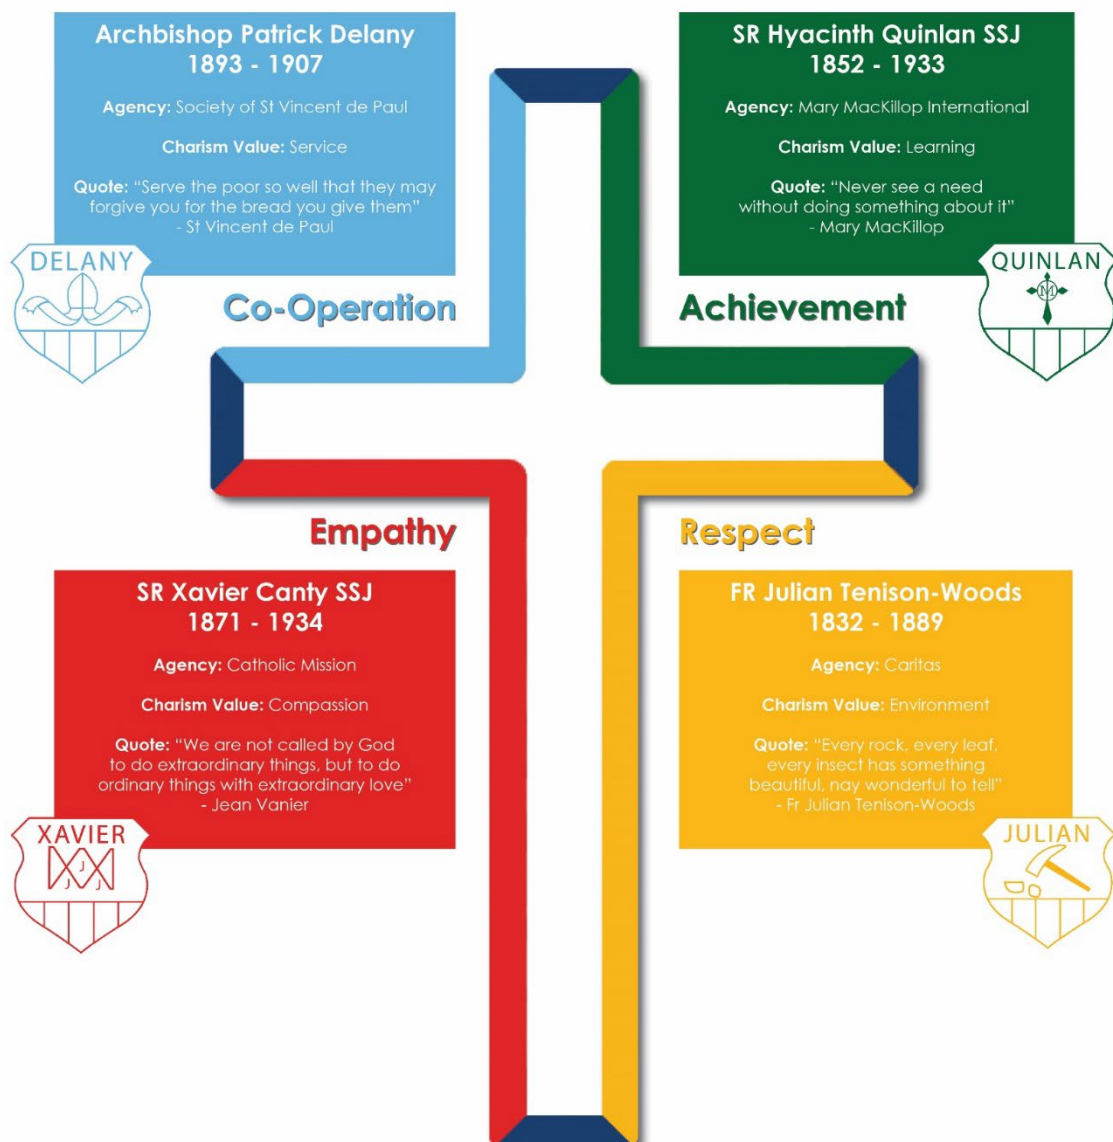 Archbishop Patrick Delany
1893 - 1907
Agency: Society of St Vincent de Paul
Charism Value: Service
Quote: “Serve the poor so well that they may
forgive you for the bread you give them”
- St Vincent de Paul
DELANY
Co-Operation
SR Hyacinth Quinlan SSJ
1852 - 1933
Agency: Mary MacKillop International
Charism Value: Learning
Quote: “Never see a need
without doing something about it”
- Mary MacKillop
QUINLAN
M
Achievement
Empathy
SR Xavier Canty SSJ
1871 - 1934
Agency: Catholic Mission
Charism Value: Compassion
Quote: “We are not called by God
to do extraordinary things, but to do
ordinary things with extraordinary love”
- Jean Vanier
XAVIER
J
J J
Respect
FR Julian Tenison-Woods
1832 - 1889
Agency: Caritas
Charism Value: Environment
Quote: “Every rock, every leaf,
every insect has something
beautiful, nay wonderful to tell”
- Fr Julian Tenison-Woods
JULIAN